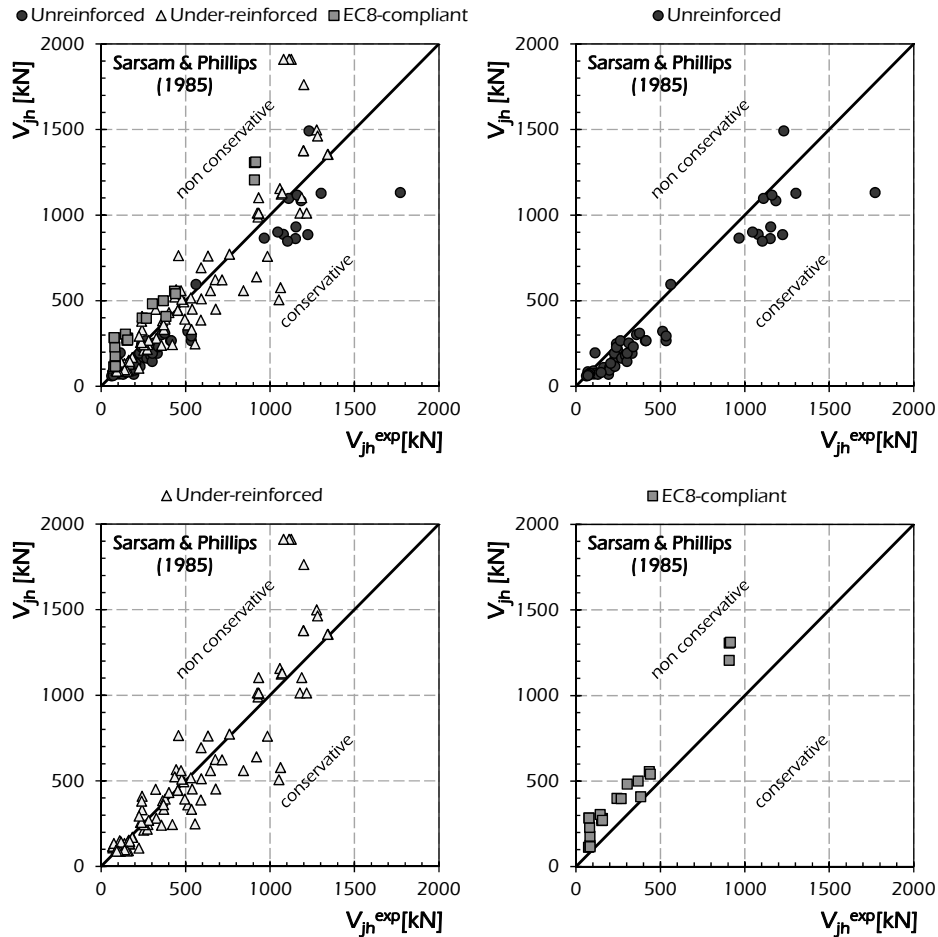 Unreinforced Under-reinforced EC8-compliant
Unreinforced
2000
1500
1000
500
0
V_jh [kN]
Sarsam & Phillips
(1985)
non conservative
conservative
0 500 1000 1500 2000
V_jh^exp[kN]
2000
1500
1000
500
0
V_jh [kN]
Sarsam & Phillips
(1985)
non conservative
conservative
0 500 1000 1500 2000
V_jh^exp[kN]
Under-reinforced
EC8-compliant
2000
1500
1000
500
0
V_jh [kN]
Sarsam & Phillips
(1985)
non conservative
conservative
0 500 1000 1500 2000
V_jh^exp[kN]
2000
1500
1000
500
0
V_jh [kN]
Sarsam & Phillips
(1985)
non conservative
conservative
0 500 1000 1500 2000
V_jh^exp[kN]